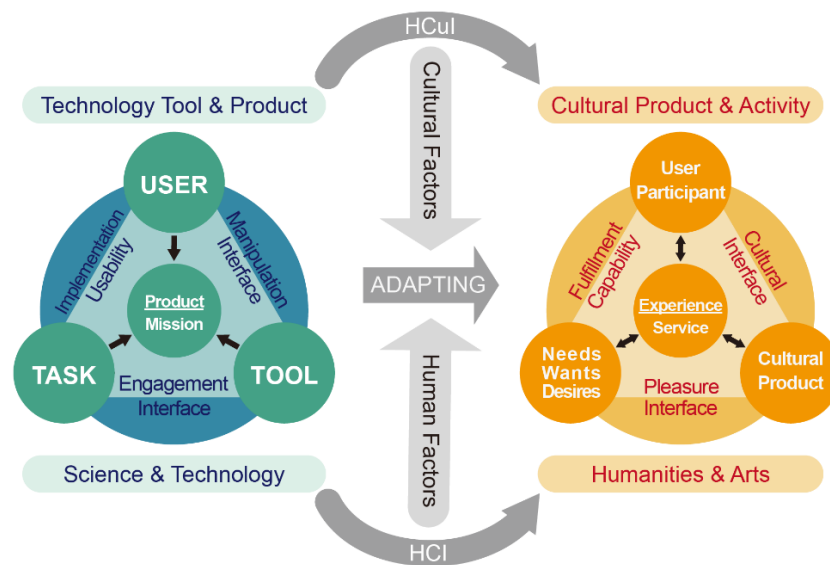 HCuI
Technology Tool & Product
Cultural Factors
Cultural Product & Activity
USER
Implementation
Usability
Manipulation
Interface
Product
Mission
TASK
TOOL
Engagement
Interface
ADAPTING
User
Participant
Fulfillment
Capability
Cultural
Interface
Experience
Service
Needs
Wants
Desires
Cultural
Product
Pleasure
Interface
Human Factors
Science & Technology
Humanities & Arts
HCI